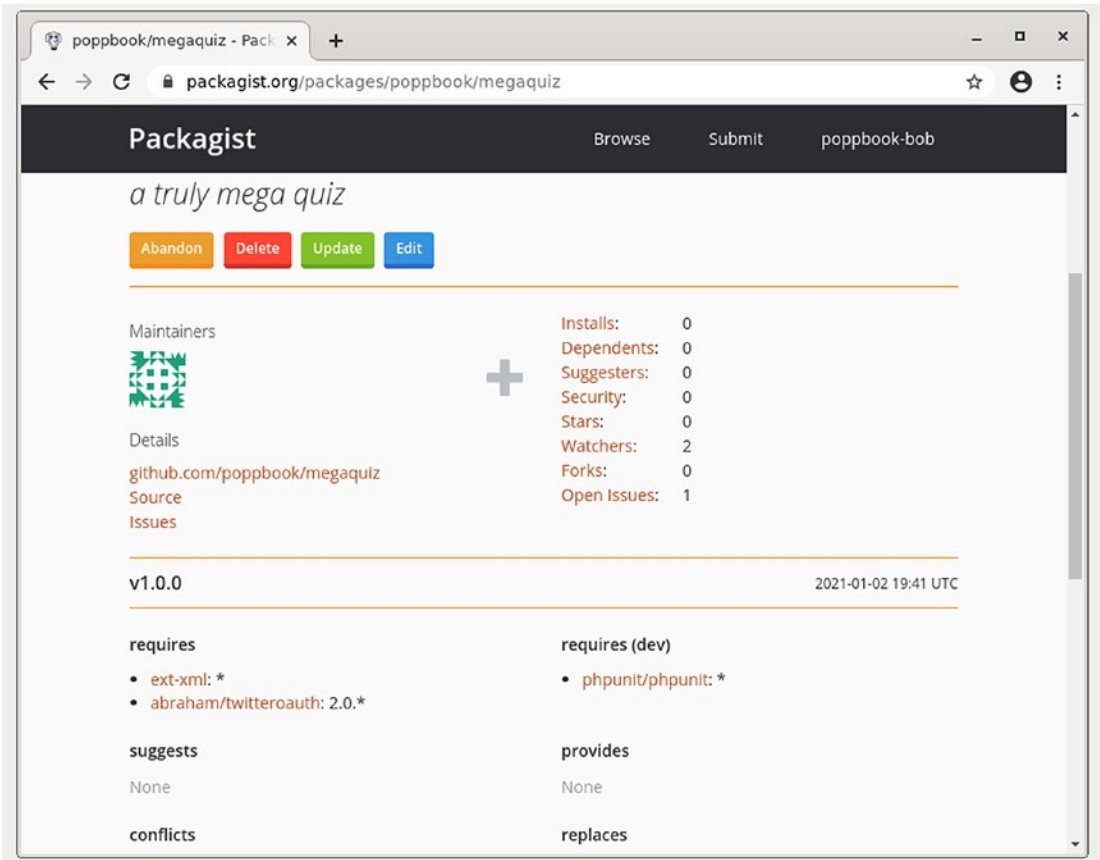 poppbook/megaquiz - Pack
packagist.org/packages/poppbook/megaquiz
Packagist
Browse
Submit
poppbook-bob
a truly mega quiz
Abandon
Delete
Update
Edit
Maintainers
Details
github.com/poppbook/megaquiz
Source
Issues
Installs: 0
Dependents: 0
Suggesters: 0
Security: 0
Stars: 0
Watchers: 2
Forks: 0
Open Issues: 1
v1.0.0
2021-01-02 19:41 UTC
requires
• ext-xml: *
• abraham/twitteroauth: 2.0.*
requires (dev)
• phpunit/phpunit: *
suggests
None
provides
None
conflicts
replaces